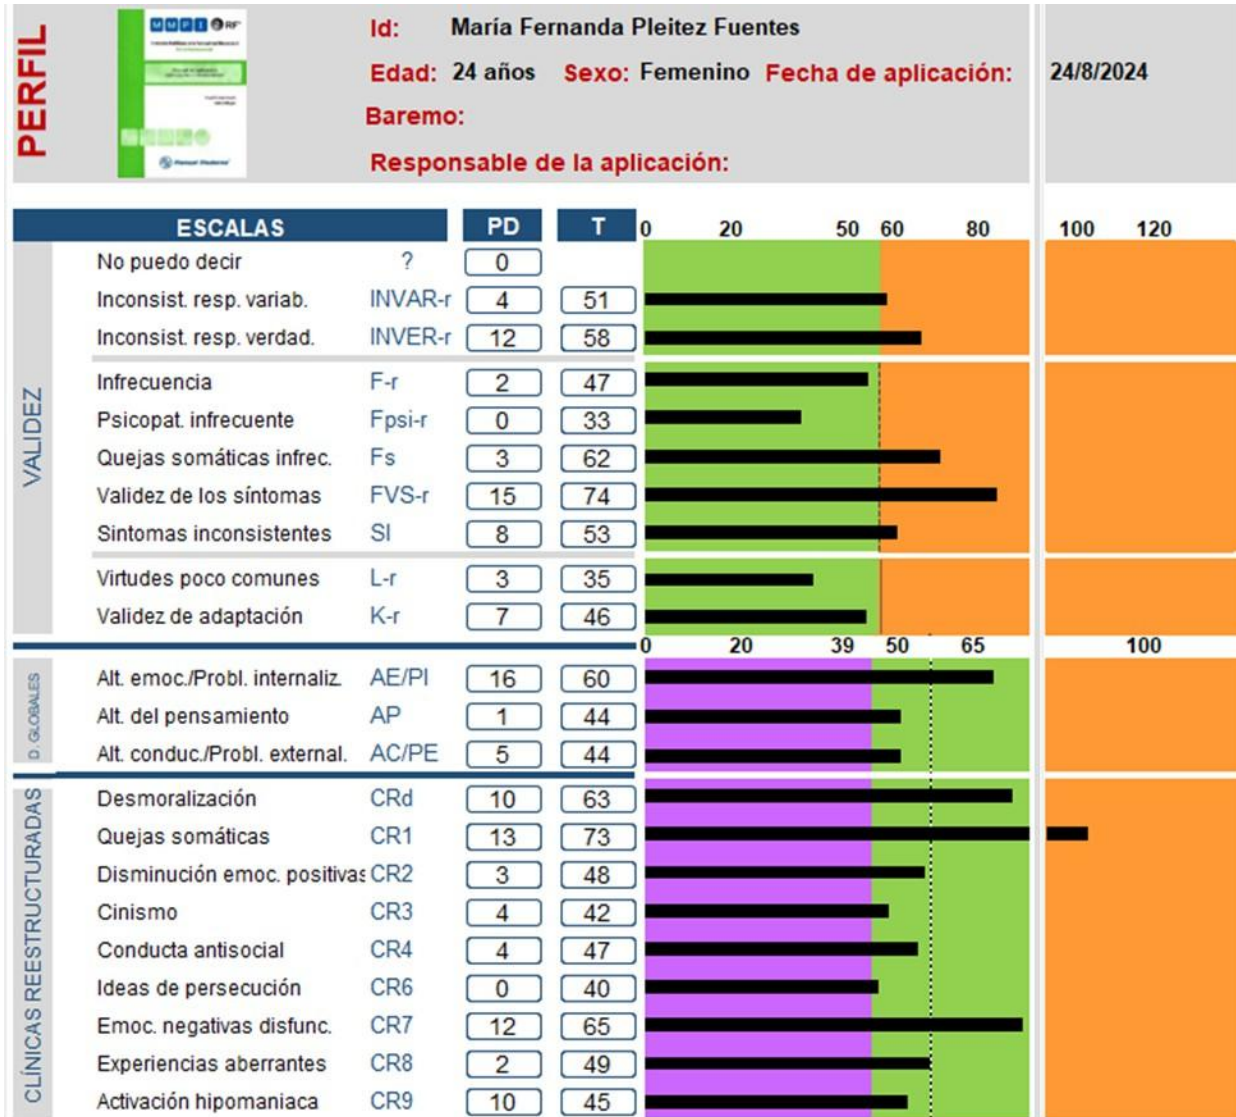 PERFIL
MMPI-2 RF
Manual Moderno
Id: María Fernanda Pleitez Fuentes
Edad: 24 años Sexo: Femenino Fecha de aplicación: 24/8/2024
Baremo:
Responsable de la aplicación:
ESCALAS PD T 0 20 50 60 80 100 120
VALIDEZ
No puedo decir ? 0
Inconsist. resp. variab. INVAR-r 4 51
Inconsist. resp. verdad. INVER-r 12 58
Infrecuencia F-r 2 47
Psicopat. infrecuente Fpsi-r 0 33
Quejas somáticas infrec. Fs 3 62
Validez de los síntomas FVS-r 15 74
Sintomas inconsistentes SI 8 53
Virtudes poco comunes L-r 3 35
Validez de adaptación K-r 7 46
0 20 39 50 65 100
D. GLOBALES
Alt. emoc./Probl. internaliz. AE/PI 16 60
Alt. del pensamiento AP 1 44
Alt. conduc./Probl. external. AC/PE 5 44
CLÍNICAS REESTRUCTURADAS
Desmoralización CRd 10 63
Quejas somáticas CR1 13 73
Disminución emoc. positivas CR2 3 48
Cinismo CR3 4 42
Conducta antisocial CR4 4 47
Ideas de persecución CR6 0 40
Emoc. negativas disfunc. CR7 12 65
Experiencias aberrantes CR8 2 49
Activación hipomaniaca CR9 10 45